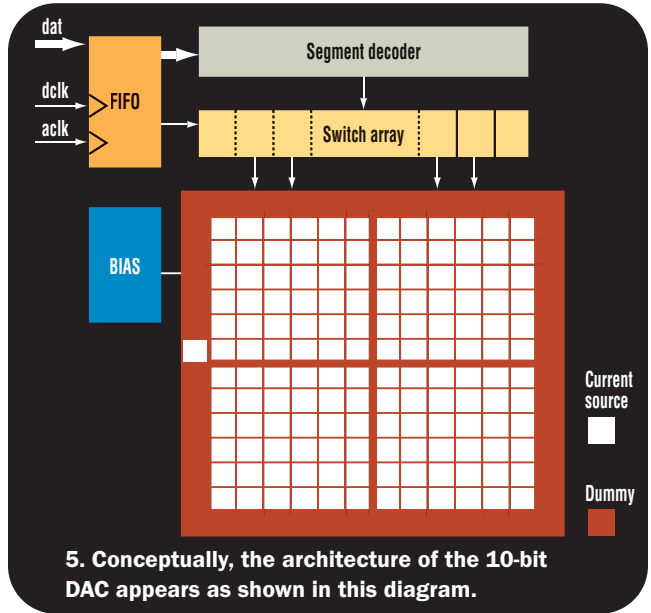 dat
Segment decoder
dclk
FIFO
aclk
Switch array
BIAS
Current
source
Dummy
5. Conceptually, the architecture of the 10-bit
DAC appears as shown in this diagram.